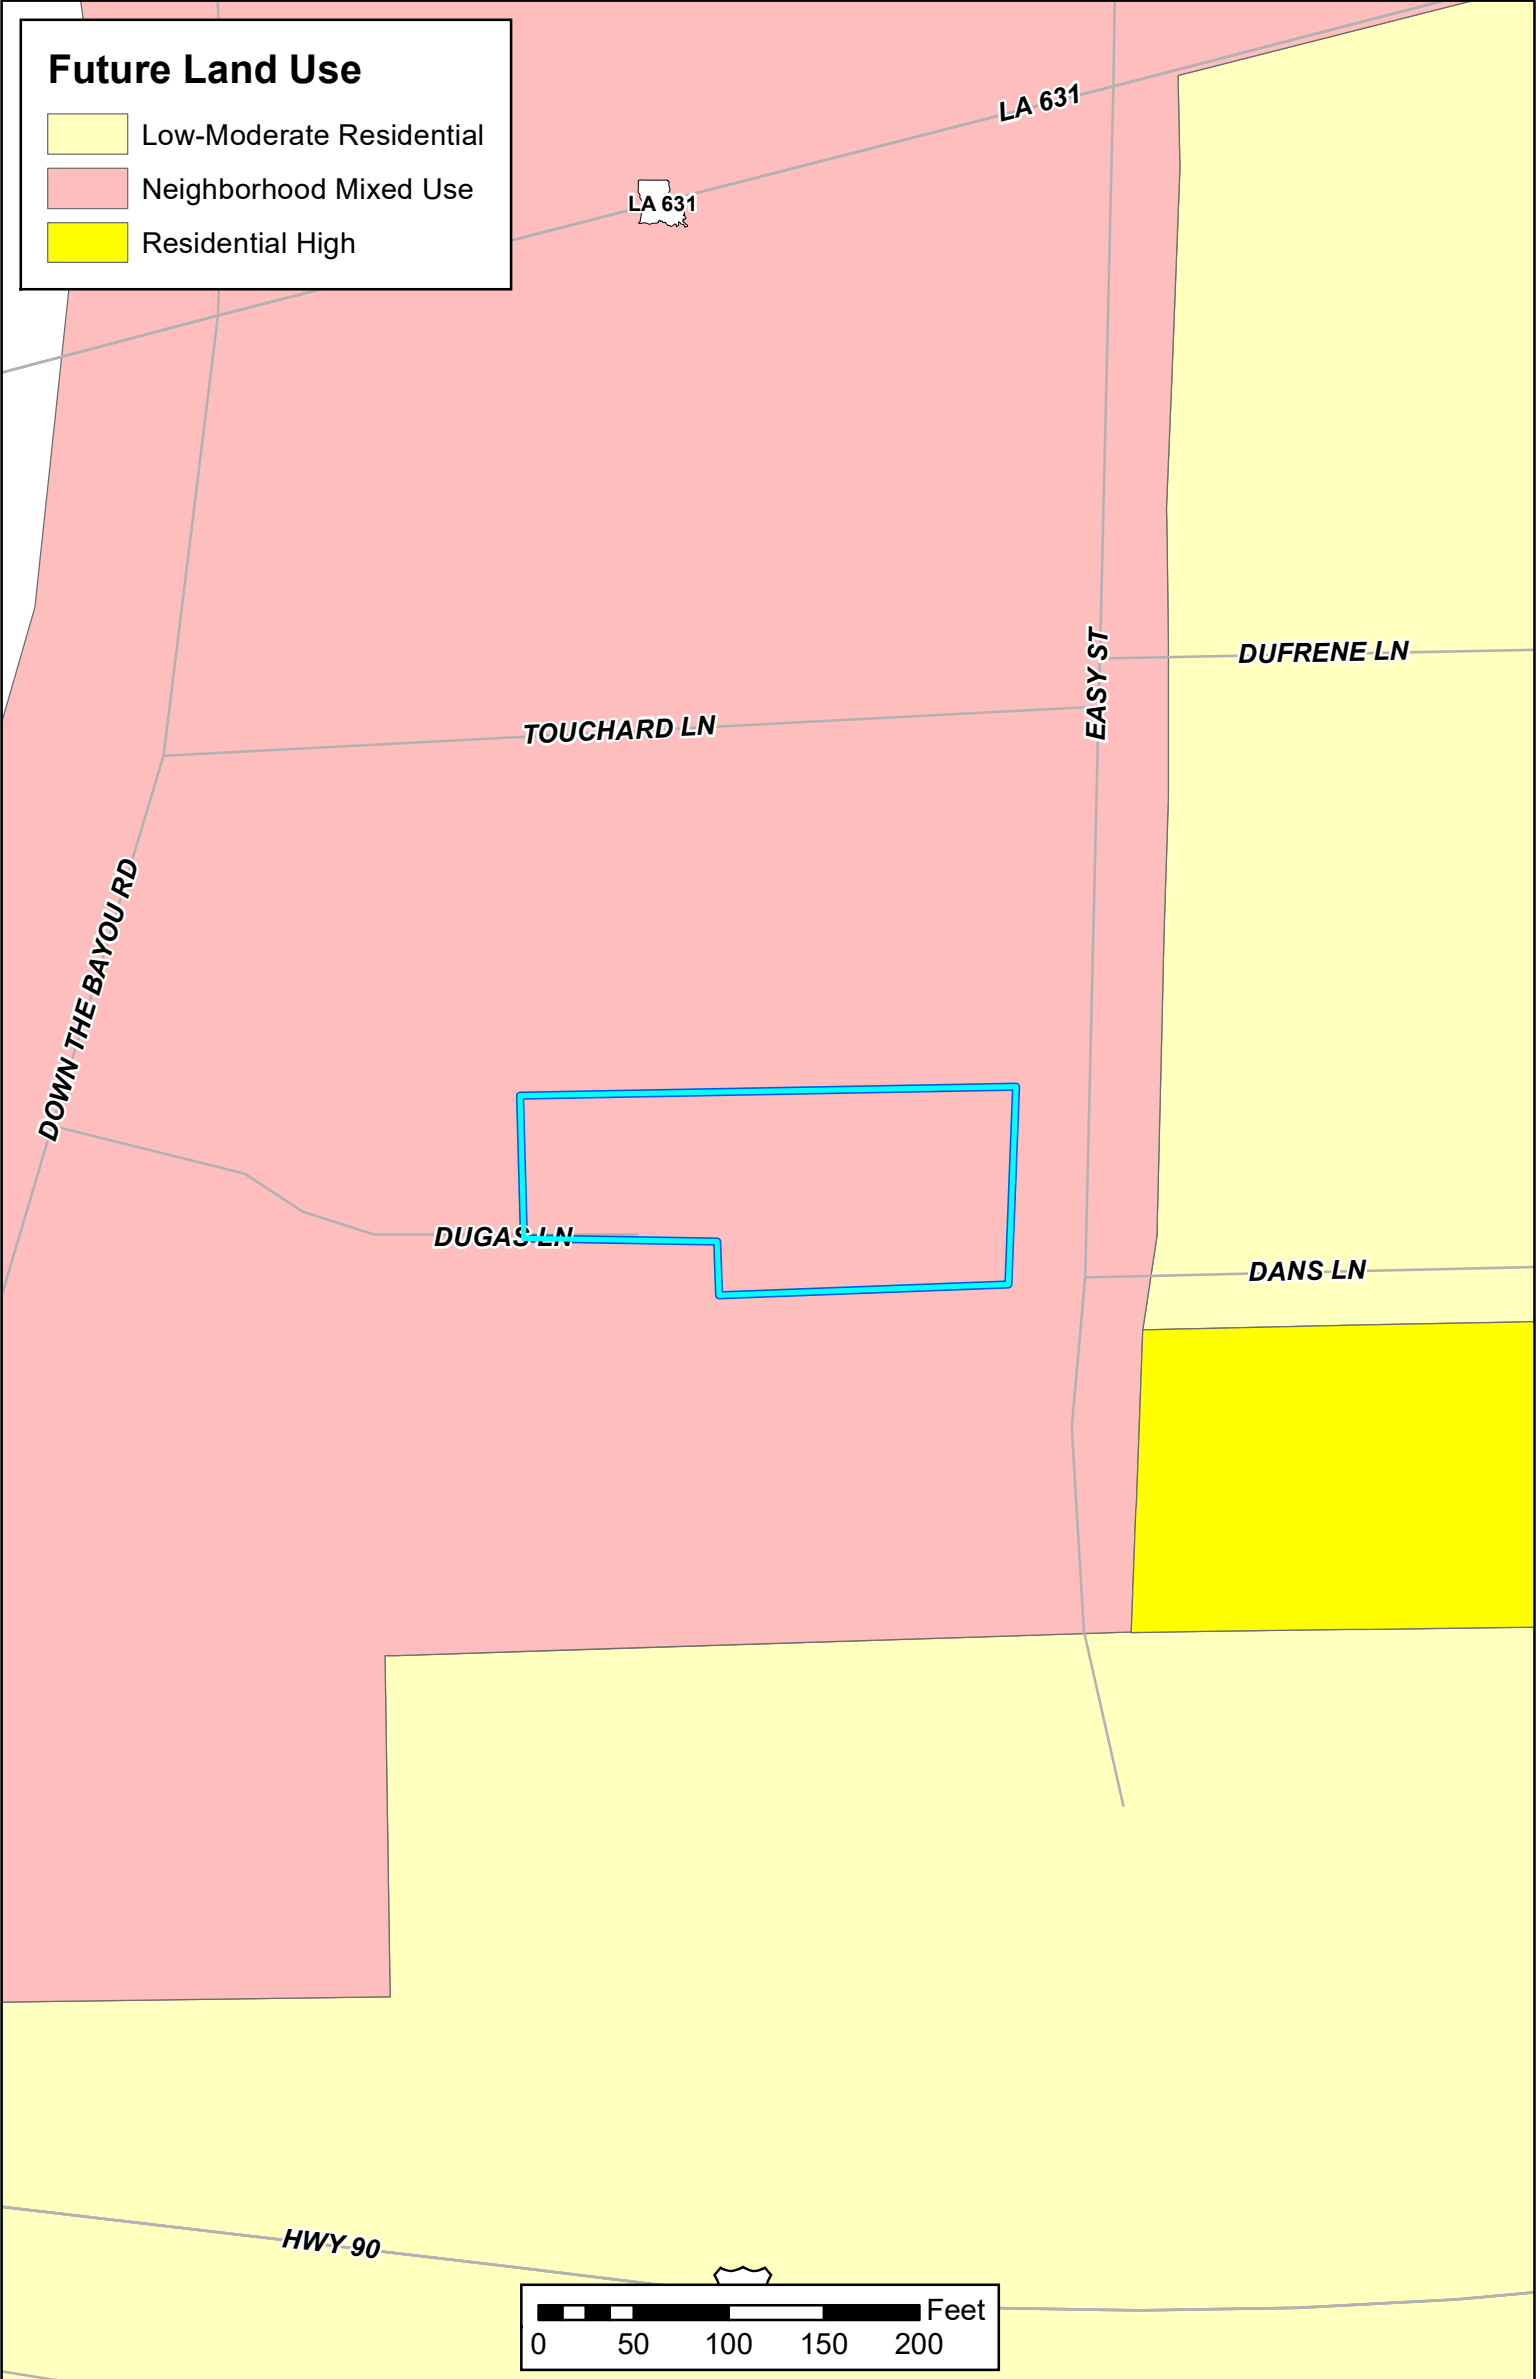 Future Land Use
Low-Moderate Residential
Neighborhood Mixed Use
Residential High
LA 631
LA 631
DUFRENE LN
EASY ST
TOUCHARD LN
DOWN THE BAYOU RD
DUGAS LN
DANS LN
HWY 90
Feet
0 50 100 150 200